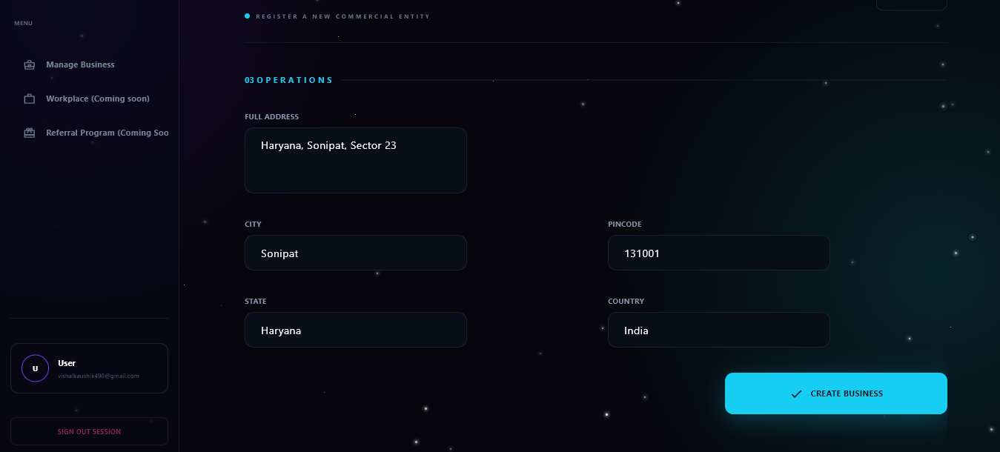 MENU
Manage Business
Workplace (Coming soon)
Referral Program (Coming Soo
User
U
vishalkaushik490@gmail.com
SIGN OUT SESSION
REGISTER A NEW COMMERCIAL ENTITY
03 OPERATIONS
FULL ADDRESS
Haryana, Sonipat, Sector 23
CITY
Sonipat
PINCODE
131001
STATE
Haryana
COUNTRY
India
CREATE BUSINESS